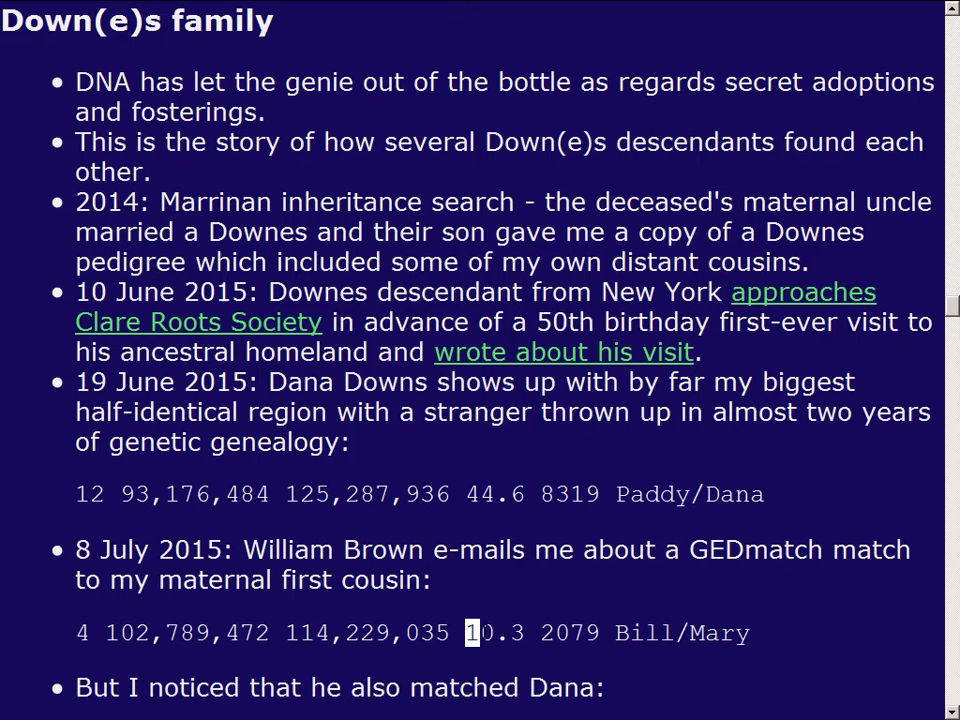 Down(e)s family
• DNA has let the genie out of the bottle as regards secret adoptions
and fosterings.
• This is the story of how several Down(e)s descendants found each
other.
• 2014: Marrinan inheritance search - the deceased's maternal uncle
married a Downes and their son gave me a copy of a Downes
pedigree which included some of my own distant cousins.
• 10 June 2015: Downes descendant from New York approaches
Clare Roots Society in advance of a 50th birthday first-ever visit to
his ancestral homeland and wrote about his visit.
• 19 June 2015: Dana Downs shows up with by far my biggest
half-identical region with a stranger thrown up in almost two years
of genetic genealogy:
12 93,176,484 125,287,936 44.6 8319 Paddy/Dana
• 8 July 2015: William Brown e-mails me about a GEDmatch match
to my maternal first cousin:
4 102,789,472 114,229,035 10.3 2079 Bill/Mary
• But I noticed that he also matched Dana: